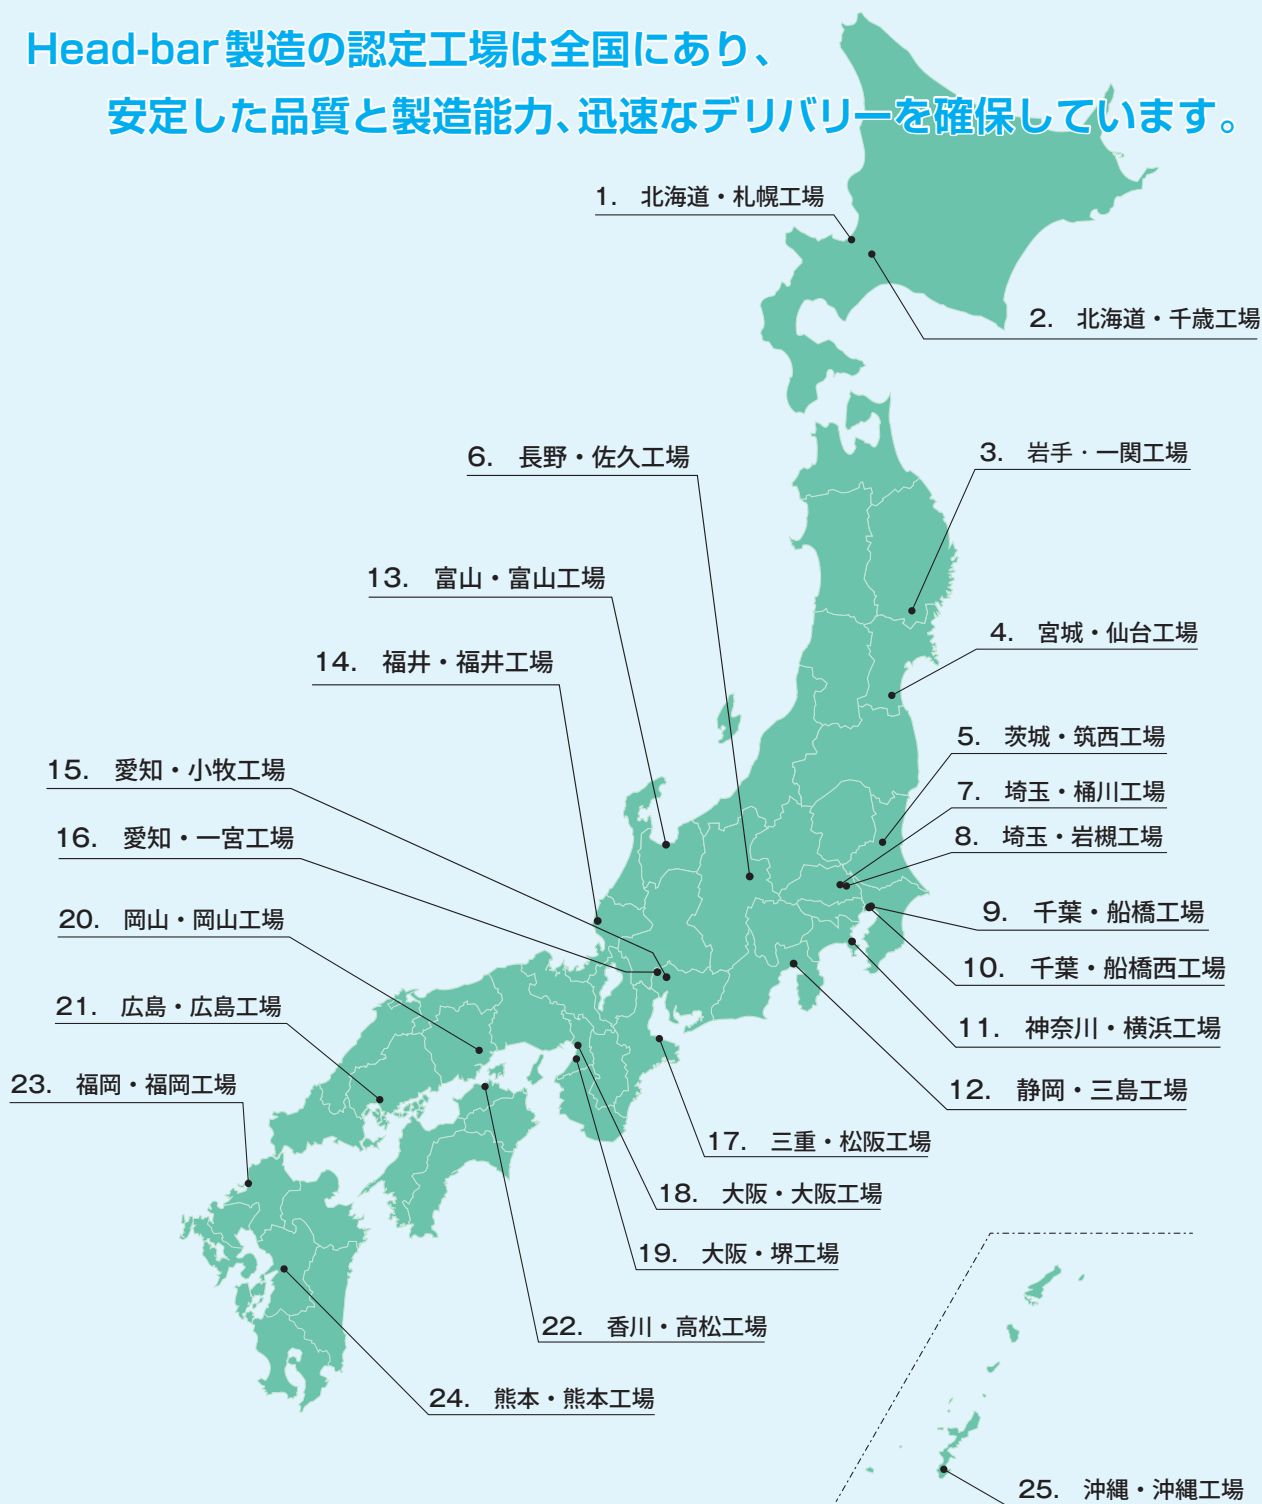 Head-bar製造の認定工場は全国にあり、
安定した品質と製造能力、迅速なデリバリーを確保しています。
1. 北海道・札幌工場
2. 北海道・千歳工場
3. 岩手・一関工場
6. 長野・佐久工場
13. 富山・富山工場
4. 宮城・仙台工場
14. 福井・福井工場
5. 茨城・筑西工場
15. 愛知・小牧工場
7. 埼玉・桶川工場
16. 愛知・一宮工場
8. 埼玉・岩槻工場
9. 千葉・船橋工場
20. 岡山・岡山工場
10. 千葉・船橋西工場
21. 広島・広島工場
11. 神奈川・横浜工場
23. 福岡・福岡工場
12. 静岡・三島工場
17. 三重・松阪工場
18. 大阪・大阪工場
19. 大阪・堺工場
22. 香川・高松工場
24. 熊本・熊本工場
25. 沖縄・沖縄工場